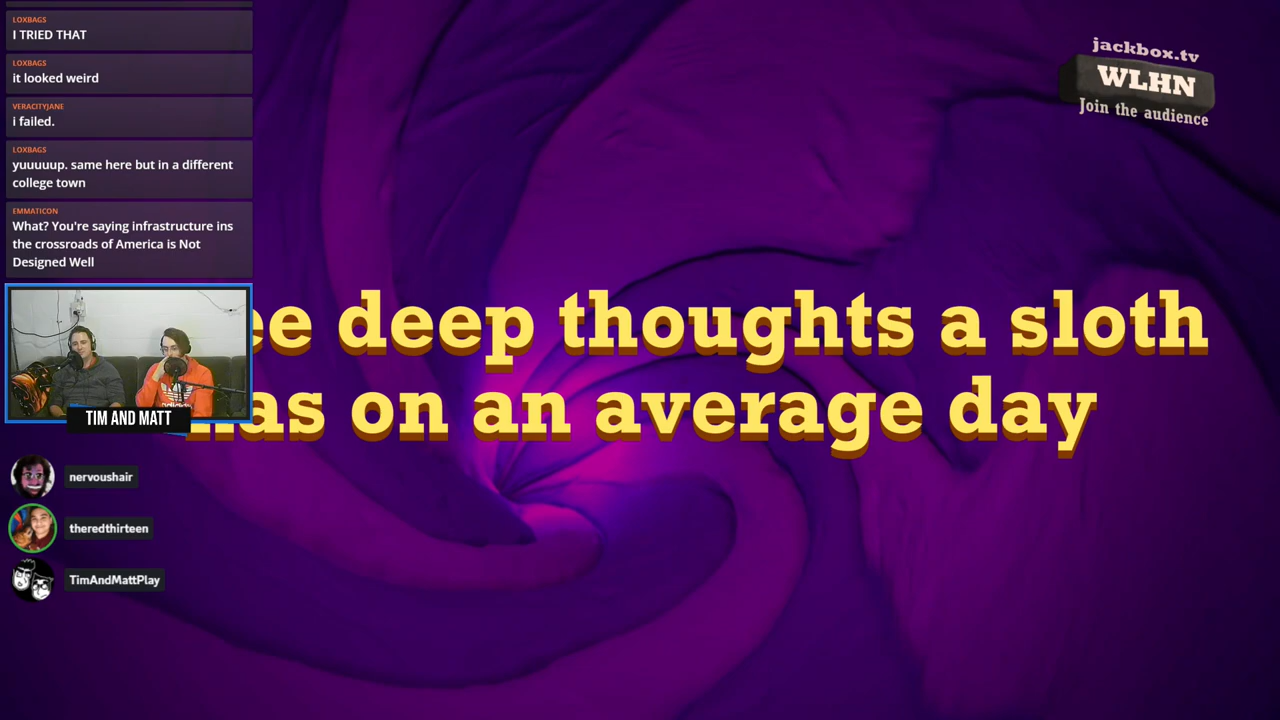 LOXBAGS
I TRIED THAT
LOXBAGS
it looked weird
VERACITYJANE
i failed.
LOXBAGS
yuuuuup. same here but in a different
college town
EMMATICON
What? You're saying infrastructure ins
the crossroads of America is Not
Designed Well
jackbox.tv
WLHN
Join the audience
deep thoughts a sloth
on an average day
TIM AND MATT
nervoushair
theredthirteen
TimAndMattPlay